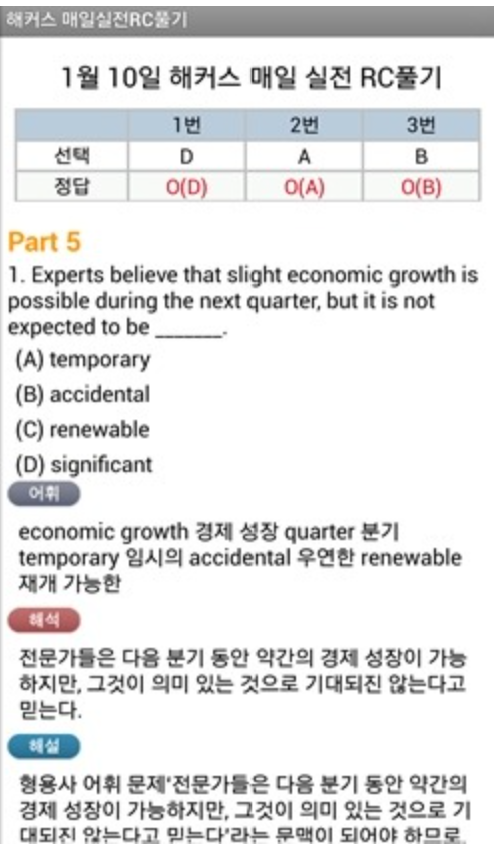 해커스 매일실전RC풀기
1월 10일 해커스 매일 실전 RC풀기
1번 2번 3번
선택 D A B
정답 O(D) O(A) O(B)
Part 5
1. Experts believe that slight economic growth is
possible during the next quarter, but it is not
expected to be _______.
(A) temporary
(B) accidental
(C) renewable
(D) significant
어휘
economic growth 경제 성장 quarter 분기
temporary 임시의 accidental 우연한 renewable
재개 가능한
해석
전문가들은 다음 분기 동안 약간의 경제 성장이 가능
하지만, 그것이 의미 있는 것으로 기대되진 않는다고
믿는다.
해설
형용사 어휘 문제‘전문가들은 다음 분기 동안 약간의
경제 성장이 가능하지만, 그것이 의미 있는 것으로 기
대되진 않는다고 믿는다’라는 문맥이 되어야 하므로,